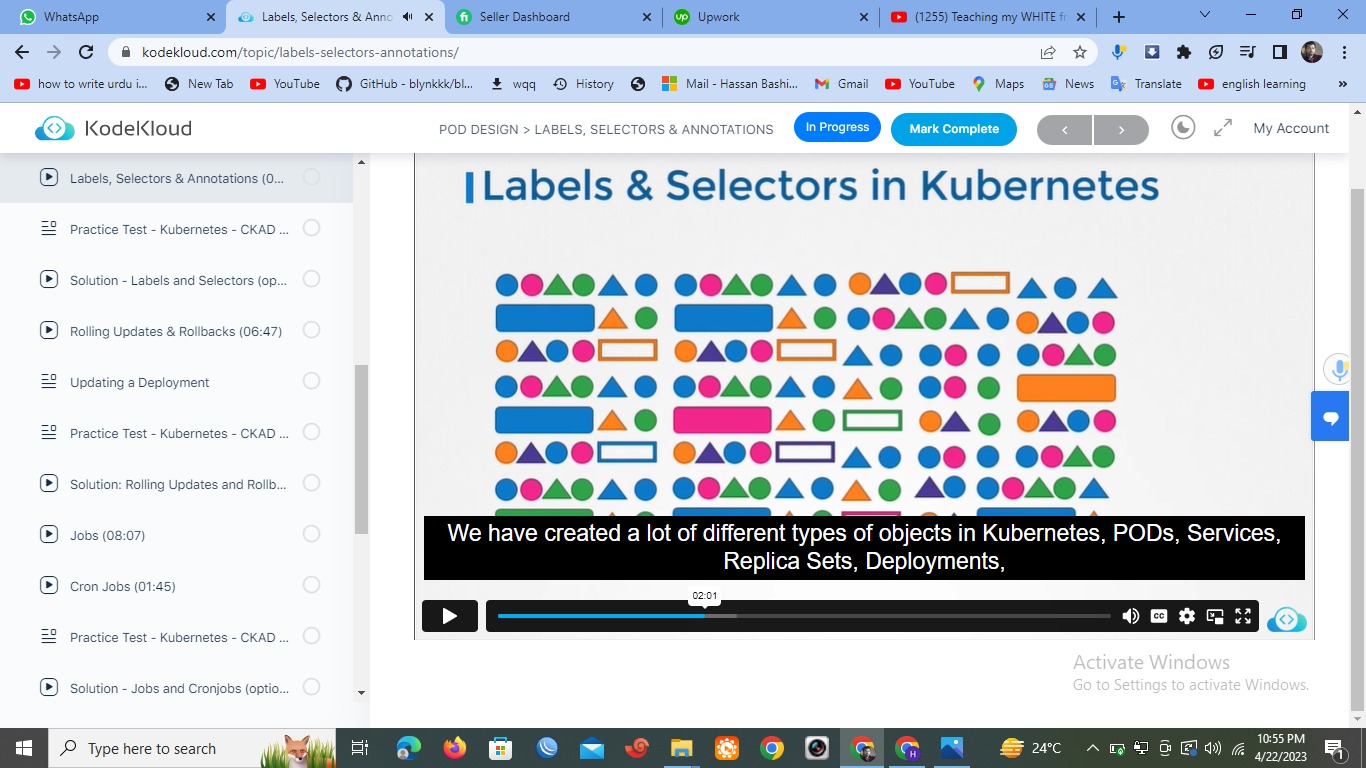 WhatsApp
Labels, Selectors & Anno
Seller Dashboard
Upwork
(1255) Teaching my WHITE fr
kodekloud.com/topic/labels-selectors-annotations/
how to write urdu i...
New Tab
YouTube
GitHub - blynkkk/bl...
wqq
History
Mail - Hassan Bashi...
Gmail
YouTube
Maps
News
Translate
english learning
»
KodeKloud
POD DESIGN > LABELS, SELECTORS & ANNOTATIONS
In Progress
Mark Complete
My Account
Labels, Selectors & Annotations (0...
Practice Test - Kubernetes - CKAD ...
Solution - Labels and Selectors (op...
Rolling Updates & Rollbacks (06:47)
Updating a Deployment
Practice Test - Kubernetes - CKAD ...
Solution: Rolling Updates and Rollb...
Jobs (08:07)
Cron Jobs (01:45)
Practice Test - Kubernetes - CKAD ...
Solution - Jobs and Cronjobs (optio...
Labels & Selectors in Kubernetes
We have created a lot of different types of objects in Kubernetes, PODs, Services,
Replica Sets, Deployments,
02:01
CC
Activate Windows
Go to Settings to activate Windows.
Type here to search
H
24°C
10:55 PM
4/22/2023
1